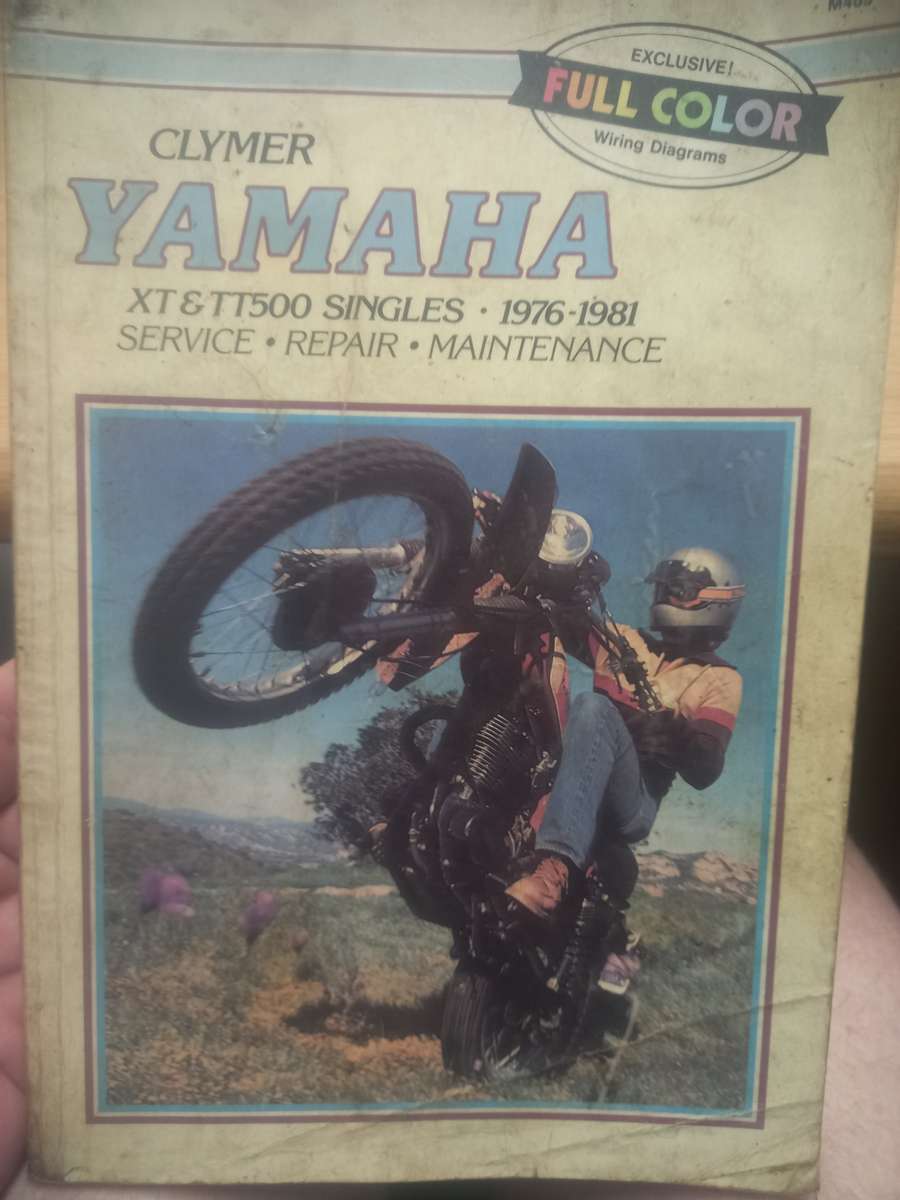 EXCLUSIVE!
FULL COLOR
Wiring Diagrams
CLYMER
YAMAHA
XT & TT500 SINGLES · 1976-1981
SERVICE • REPAIR • MAINTENANCE